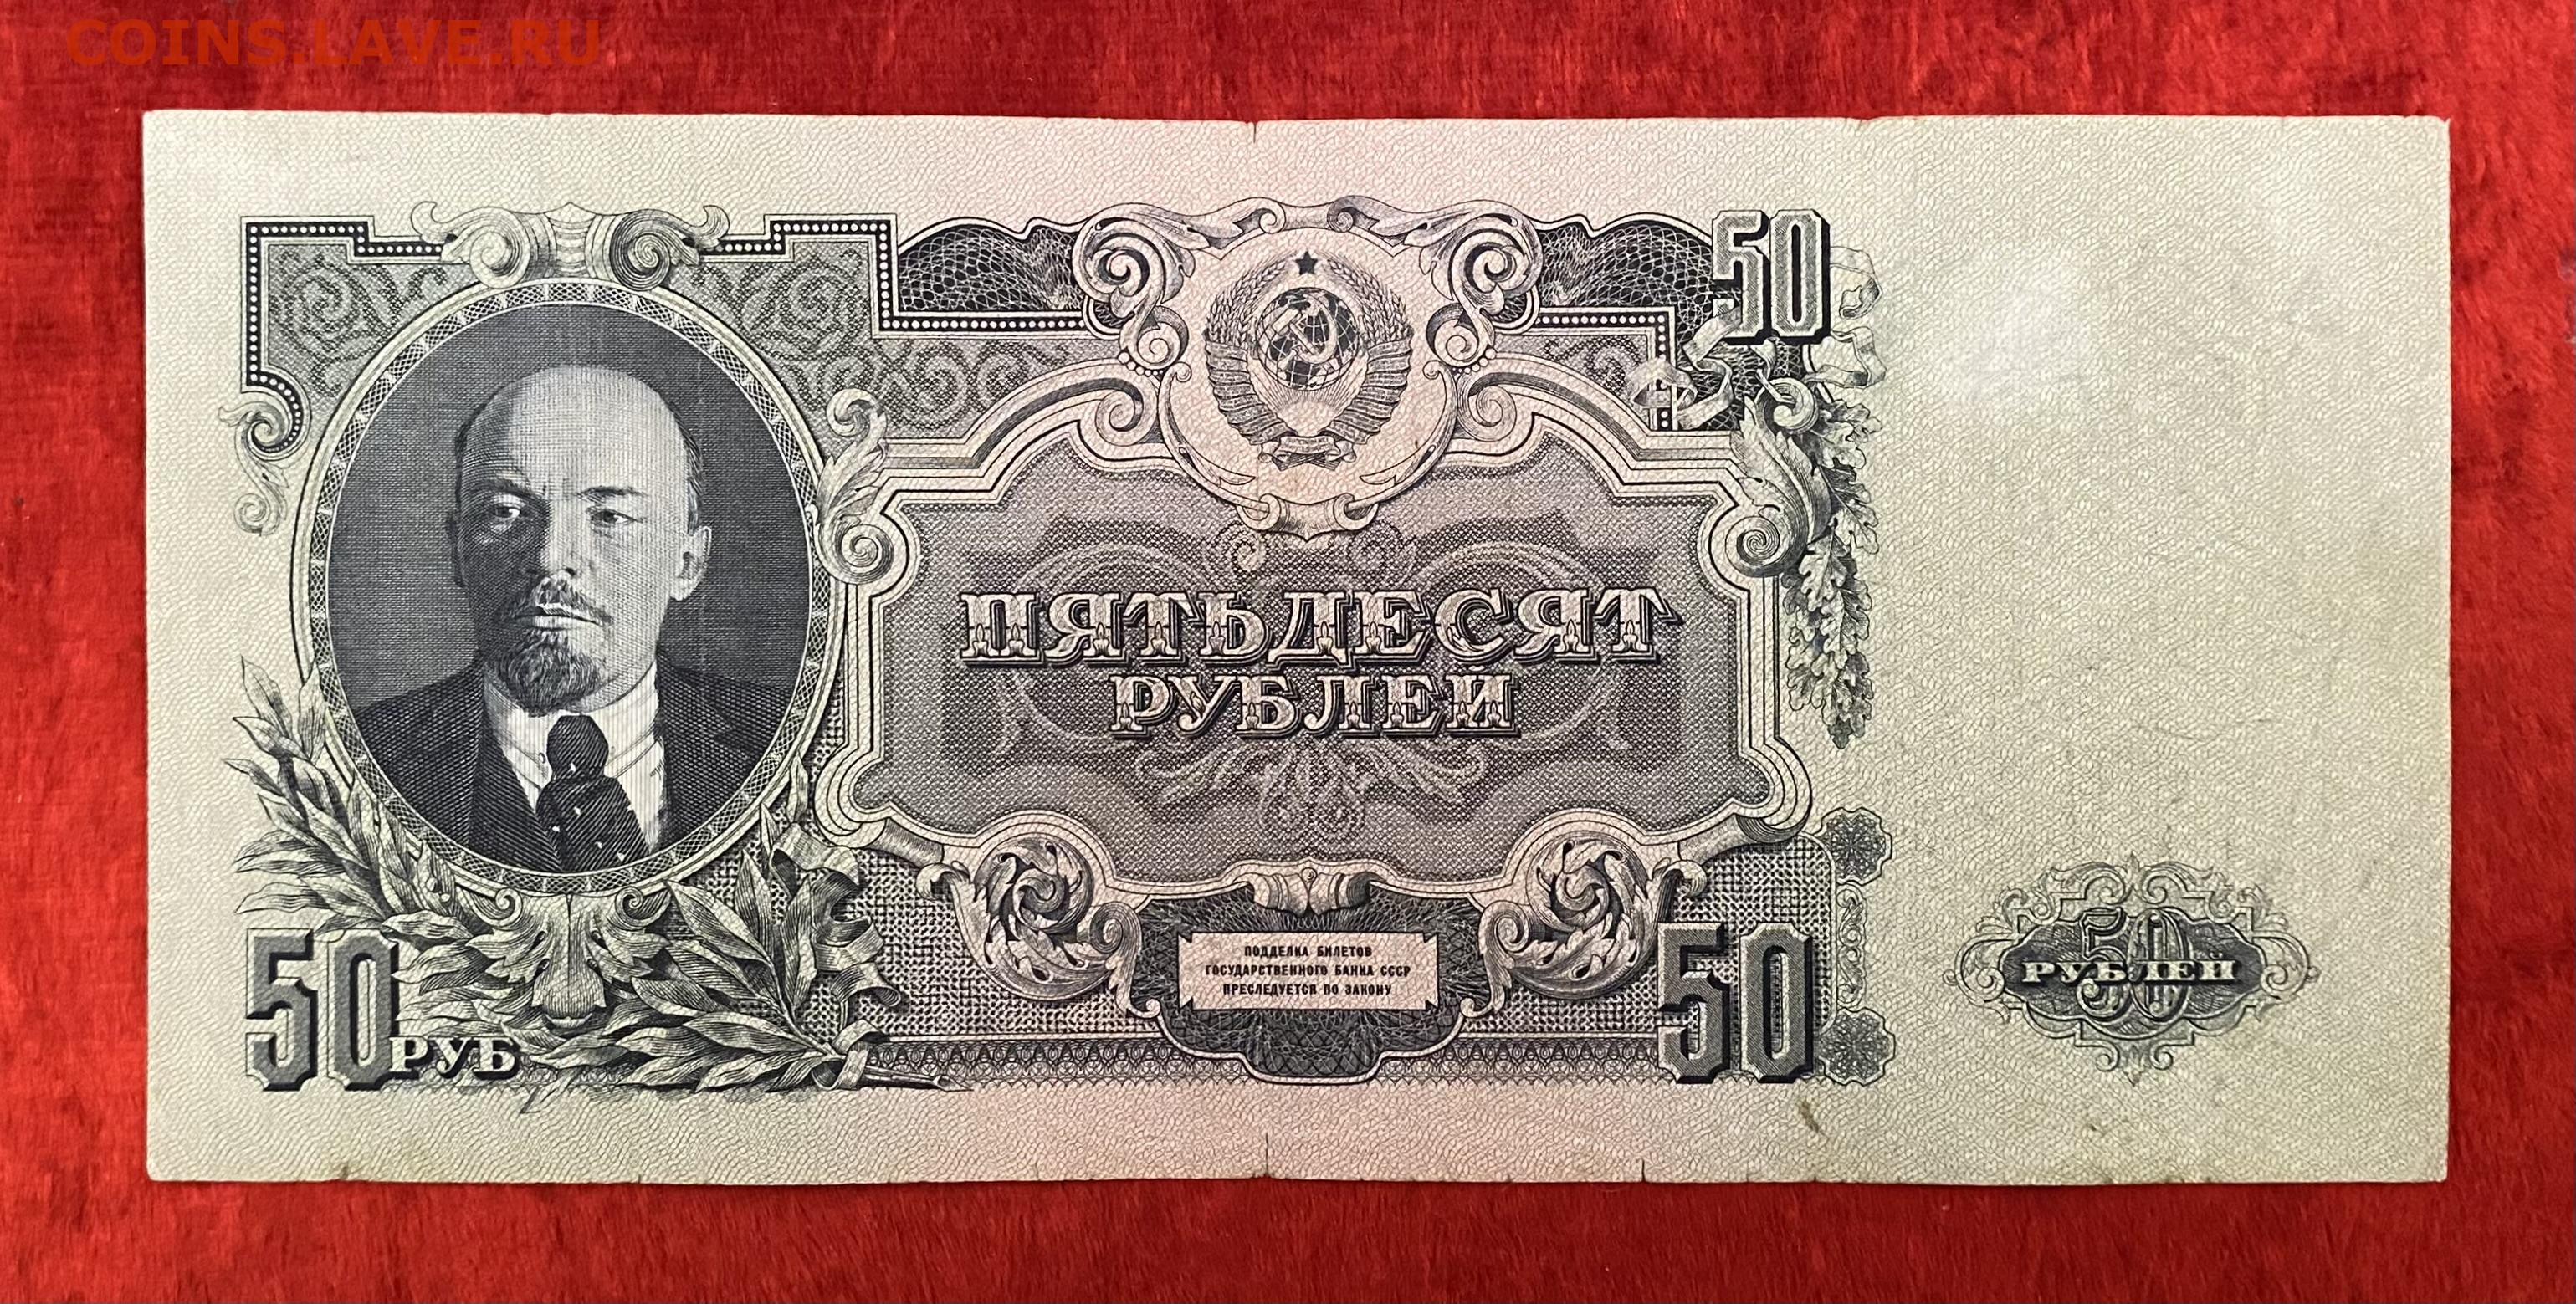 COINS.LAVE.RU
50
ПЯТЬДЕСЯТ
РУБЛЕЙ
50 РУБ
ПОДДЕЛКА БИЛЕТОВ
ГОСУДАРСТВЕННОГО БАНКА СССР
ПРЕСЛЕДУЕТСЯ ПО ЗАКОНУ
50
50
РУБЛЕЙ